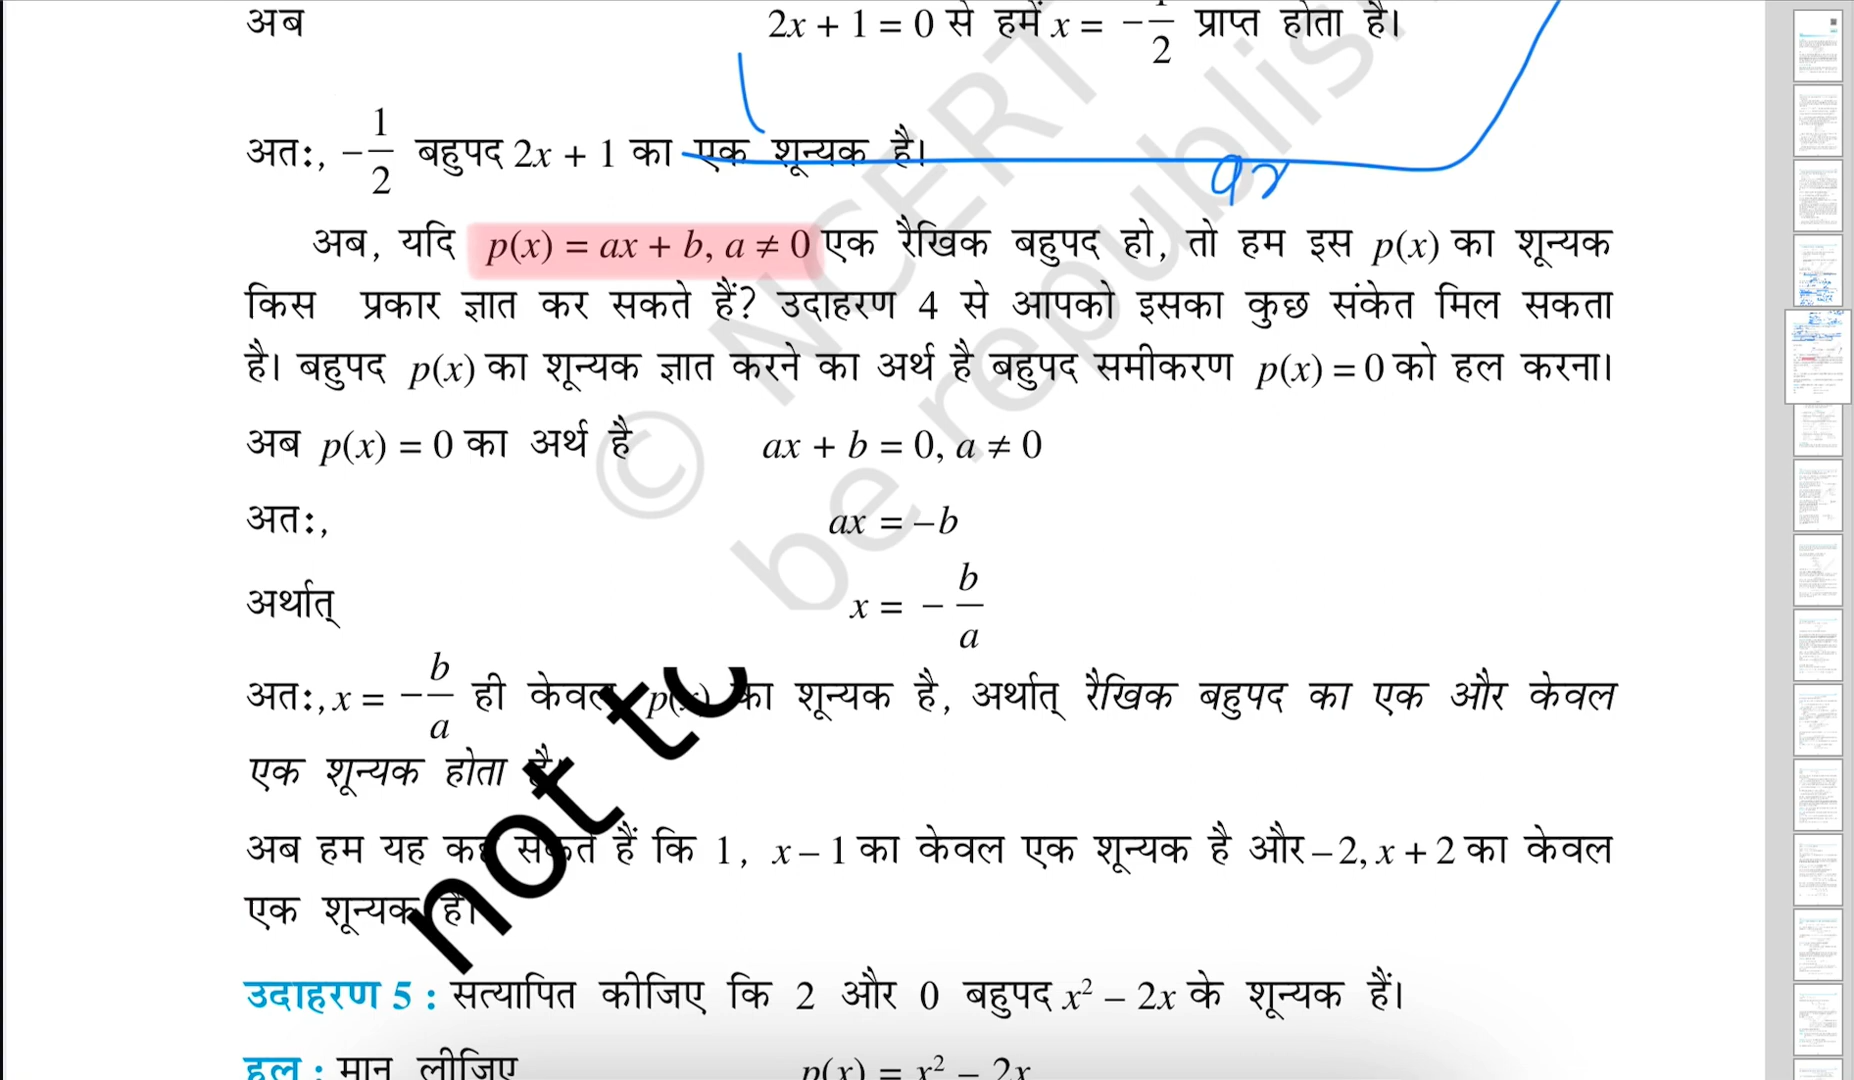 अब 2x + 1 = 0 से हमें x = −1/2 प्राप्त होता है।
अतः, −1/2 बहुपद 2x + 1 का एक शून्यक है।
अब, यदि p(x) = ax + b, a ≠ 0 एक रैखिक बहुपद हो, तो हम इस p(x) का शून्यक
किस प्रकार ज्ञात कर सकते हैं? उदाहरण 4 से आपको इसका कुछ संकेत मिल सकता
है। बहुपद p(x) का शून्यक ज्ञात करने का अर्थ है बहुपद समीकरण p(x) = 0 को हल करना।
अब p(x) = 0 का अर्थ है ax + b = 0, a ≠ 0
अतः, ax = −b
अर्थात् x = −b/a
अतः, x = −b/a ही केवल p(x) का शून्यक है, अर्थात् रैखिक बहुपद का एक और केवल
एक शून्यक होता है।
अब हम यह कह सकते हैं कि 1, x − 1 का केवल एक शून्यक है और −2, x + 2 का केवल
एक शून्यक है।
उदाहरण 5 : सत्यापित कीजिए कि 2 और 0 बहुपद x² − 2x के शून्यक हैं।
हल : मान लीजिए p(x) = x² − 2x
© NCERT
not to be republis